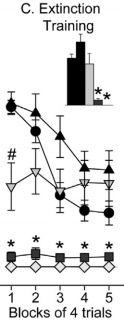 C. Extinction
Training
* *
#
* * * * *
1 2 3 4 5
Blocks of 4 trials